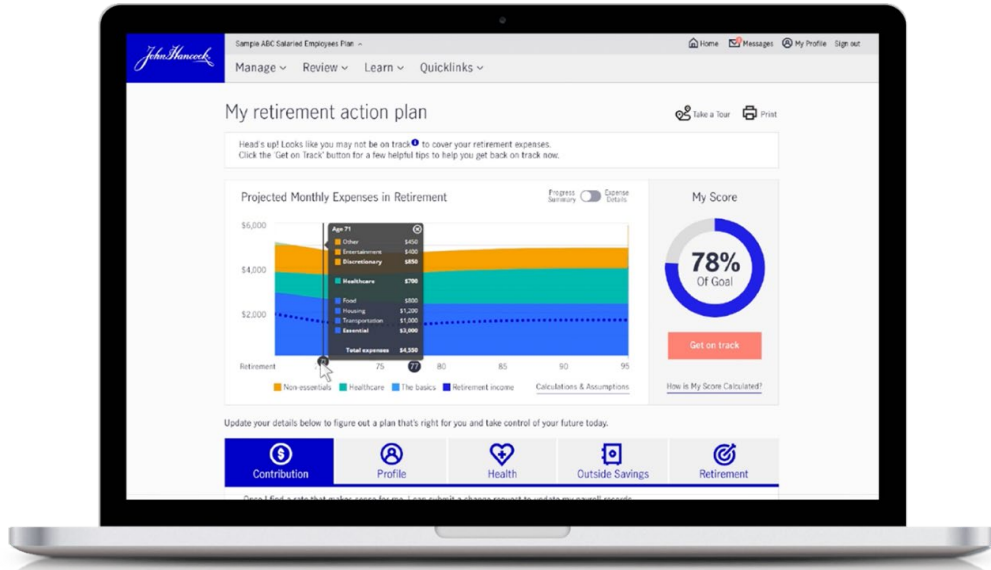 John Hancock
Sample ABC Salaried Employees Plan
Home Messages My Profile Sign out
Manage Review Learn Quicklinks
My retirement action plan
Take a Tour Print
Head's up! Looks like you may not be on track to cover your retirement expenses.
Click the 'Get on Track' button for a few helpful tips to help you get back on track now.
Projected Monthly Expenses in Retirement
Progress Summary
Expense Details
My Score
$6,000
$4,000
$2,000
Age 71
Other $450
Entertainment $400
Discretionary $850
Healthcare $700
Food $800
Housing $1,200
Transportation $1,000
Essential $3,000
Total expenses $4,550
78%
Of Goal
Get on track
Retirement 75 77 80 85 90 95
Non-essentials Healthcare The basics Retirement income
Calculations & Assumptions
How is My Score Calculated?
Update your details below to figure out a plan that's right for you and take control of your future today.
Contribution Profile Health Outside Savings Retirement